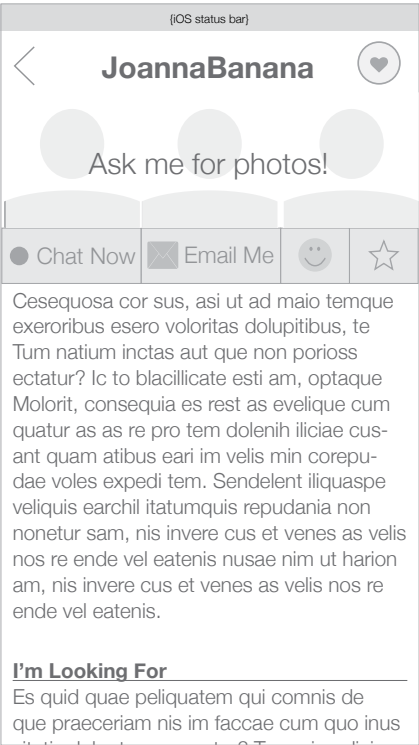 {iOS status bar}
JoannaBanana
Ask me for photos!
Chat Now Email Me
Cesequosa cor sus, asi ut ad maio temque
exeroribus esero voloritas dolupitibus, te
Tum natium inctas aut que non porioss
ectatur? Ic to blacillicate esti am, optaque
Molorit, consequia es rest as evelique cum
quatur as as re pro tem dolenih iliciae cus-
ant quam atibus eari im velis min corepu-
dae voles expedi tem. Sendelent iliquaspe
veliquis earchil itatumquis repudania non
nonetur sam, nis invere cus et venes as velis
nos re ende vel eatenis nusae nim ut harion
am, nis invere cus et venes as velis nos re
ende vel eatenis.
I'm Looking For
Es quid quae peliquatem qui comnis de
que praeceriam nis im faccae cum quo inus